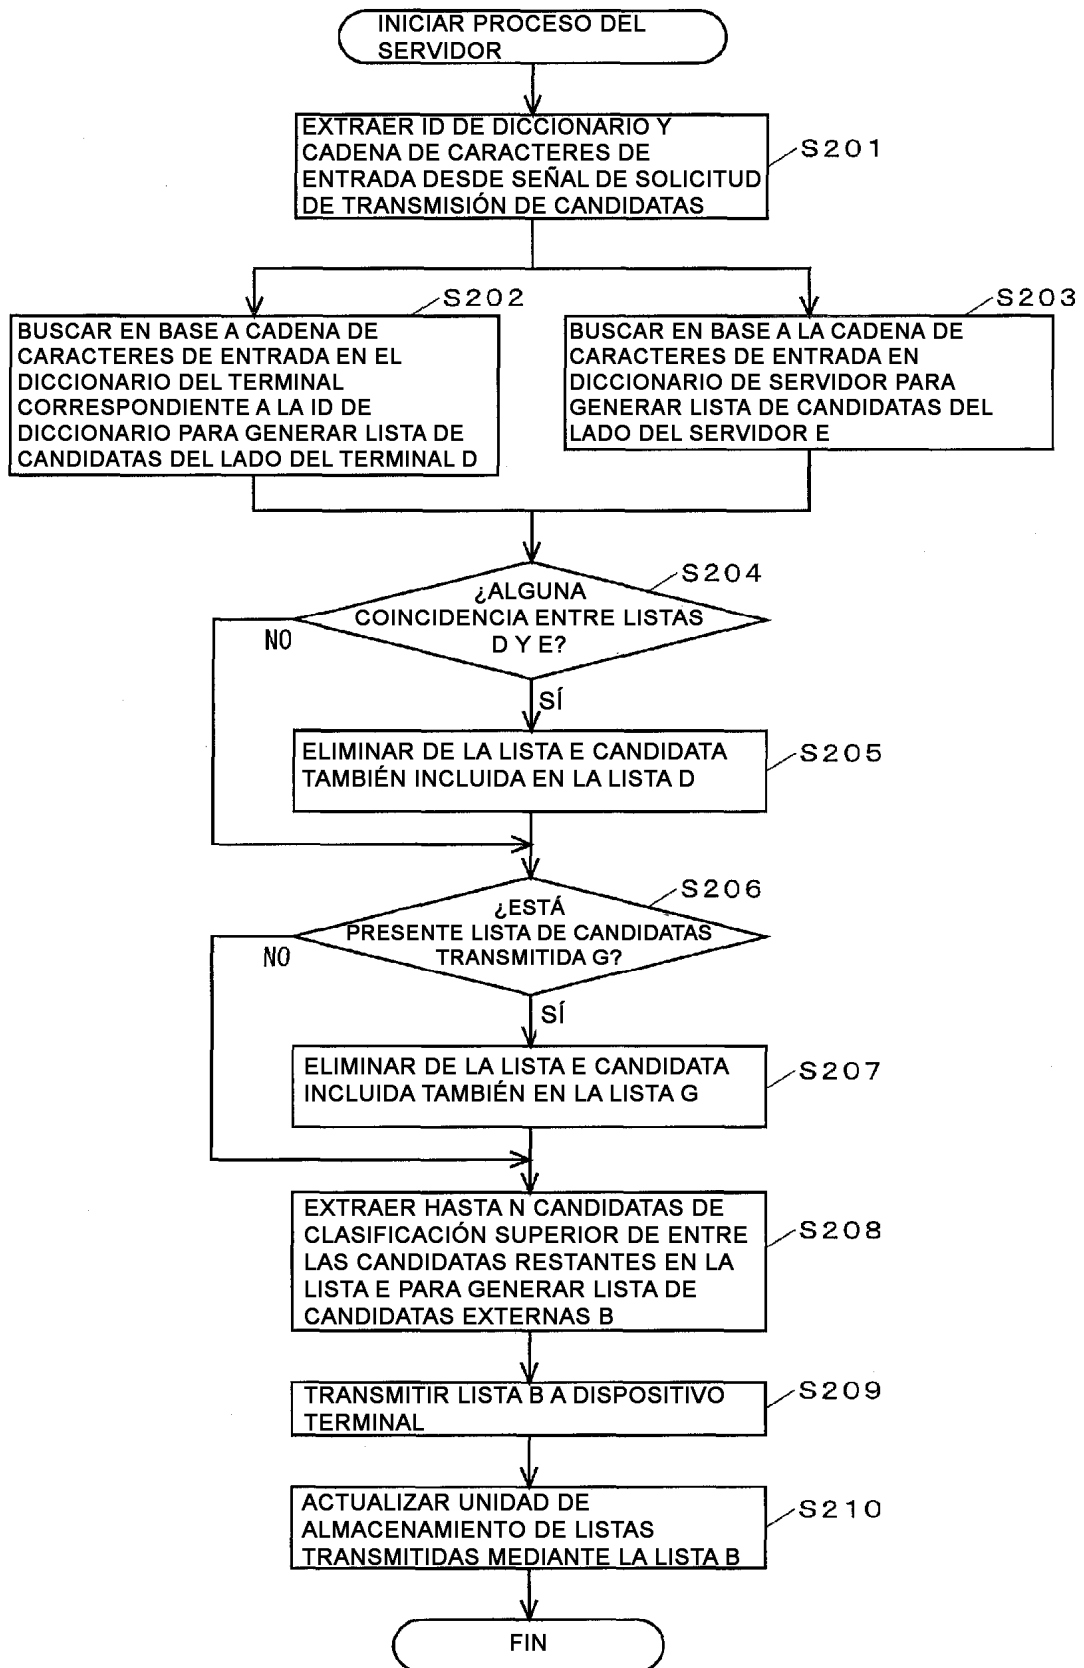 INICIAR PROCESO DEL
SERVIDOR
EXTRAER ID DE DICCIONARIO Y
CADENA DE CARACTERES DE
ENTRADA DESDE SEÑAL DE SOLICITUD
DE TRANSMISIÓN DE CANDIDATAS
S201
S202
BUSCAR EN BASE A CADENA DE
CARACTERES DE ENTRADA EN EL
DICCIONARIO DEL TERMINAL
CORRESPONDIENTE A LA ID DE
DICCIONARIO PARA GENERAR LISTA DE
CANDIDATAS DEL LADO DEL TERMINAL D
S203
BUSCAR EN BASE A LA CADENA DE
CARACTERES DE ENTRADA EN
DICCIONARIO DE SERVIDOR PARA
GENERAR LISTA DE CANDIDATAS DEL
LADO DEL SERVIDOR E
S204
¿ALGUNA
COINCIDENCIA ENTRE LISTAS
D Y E?
NO
SÍ
ELIMINAR DE LA LISTA E CANDIDATA
TAMBIÉN INCLUIDA EN LA LISTA D
S205
S206
¿ESTÁ
PRESENTE LISTA DE CANDIDATAS
TRANSMITIDA G?
NO
SÍ
ELIMINAR DE LA LISTA E CANDIDATA
INCLUIDA TAMBIÉN EN LA LISTA G
S207
EXTRAER HASTA N CANDIDATAS DE
CLASIFICACIÓN SUPERIOR DE ENTRE
LAS CANDIDATAS RESTANTES EN LA
LISTA E PARA GENERAR LISTA DE
CANDIDATAS EXTERNAS B
S208
TRANSMITIR LISTA B A DISPOSITIVO
TERMINAL
S209
ACTUALIZAR UNIDAD DE
ALMACENAMIENTO DE LISTAS
TRANSMITIDAS MEDIANTE LA LISTA B
S210
FIN